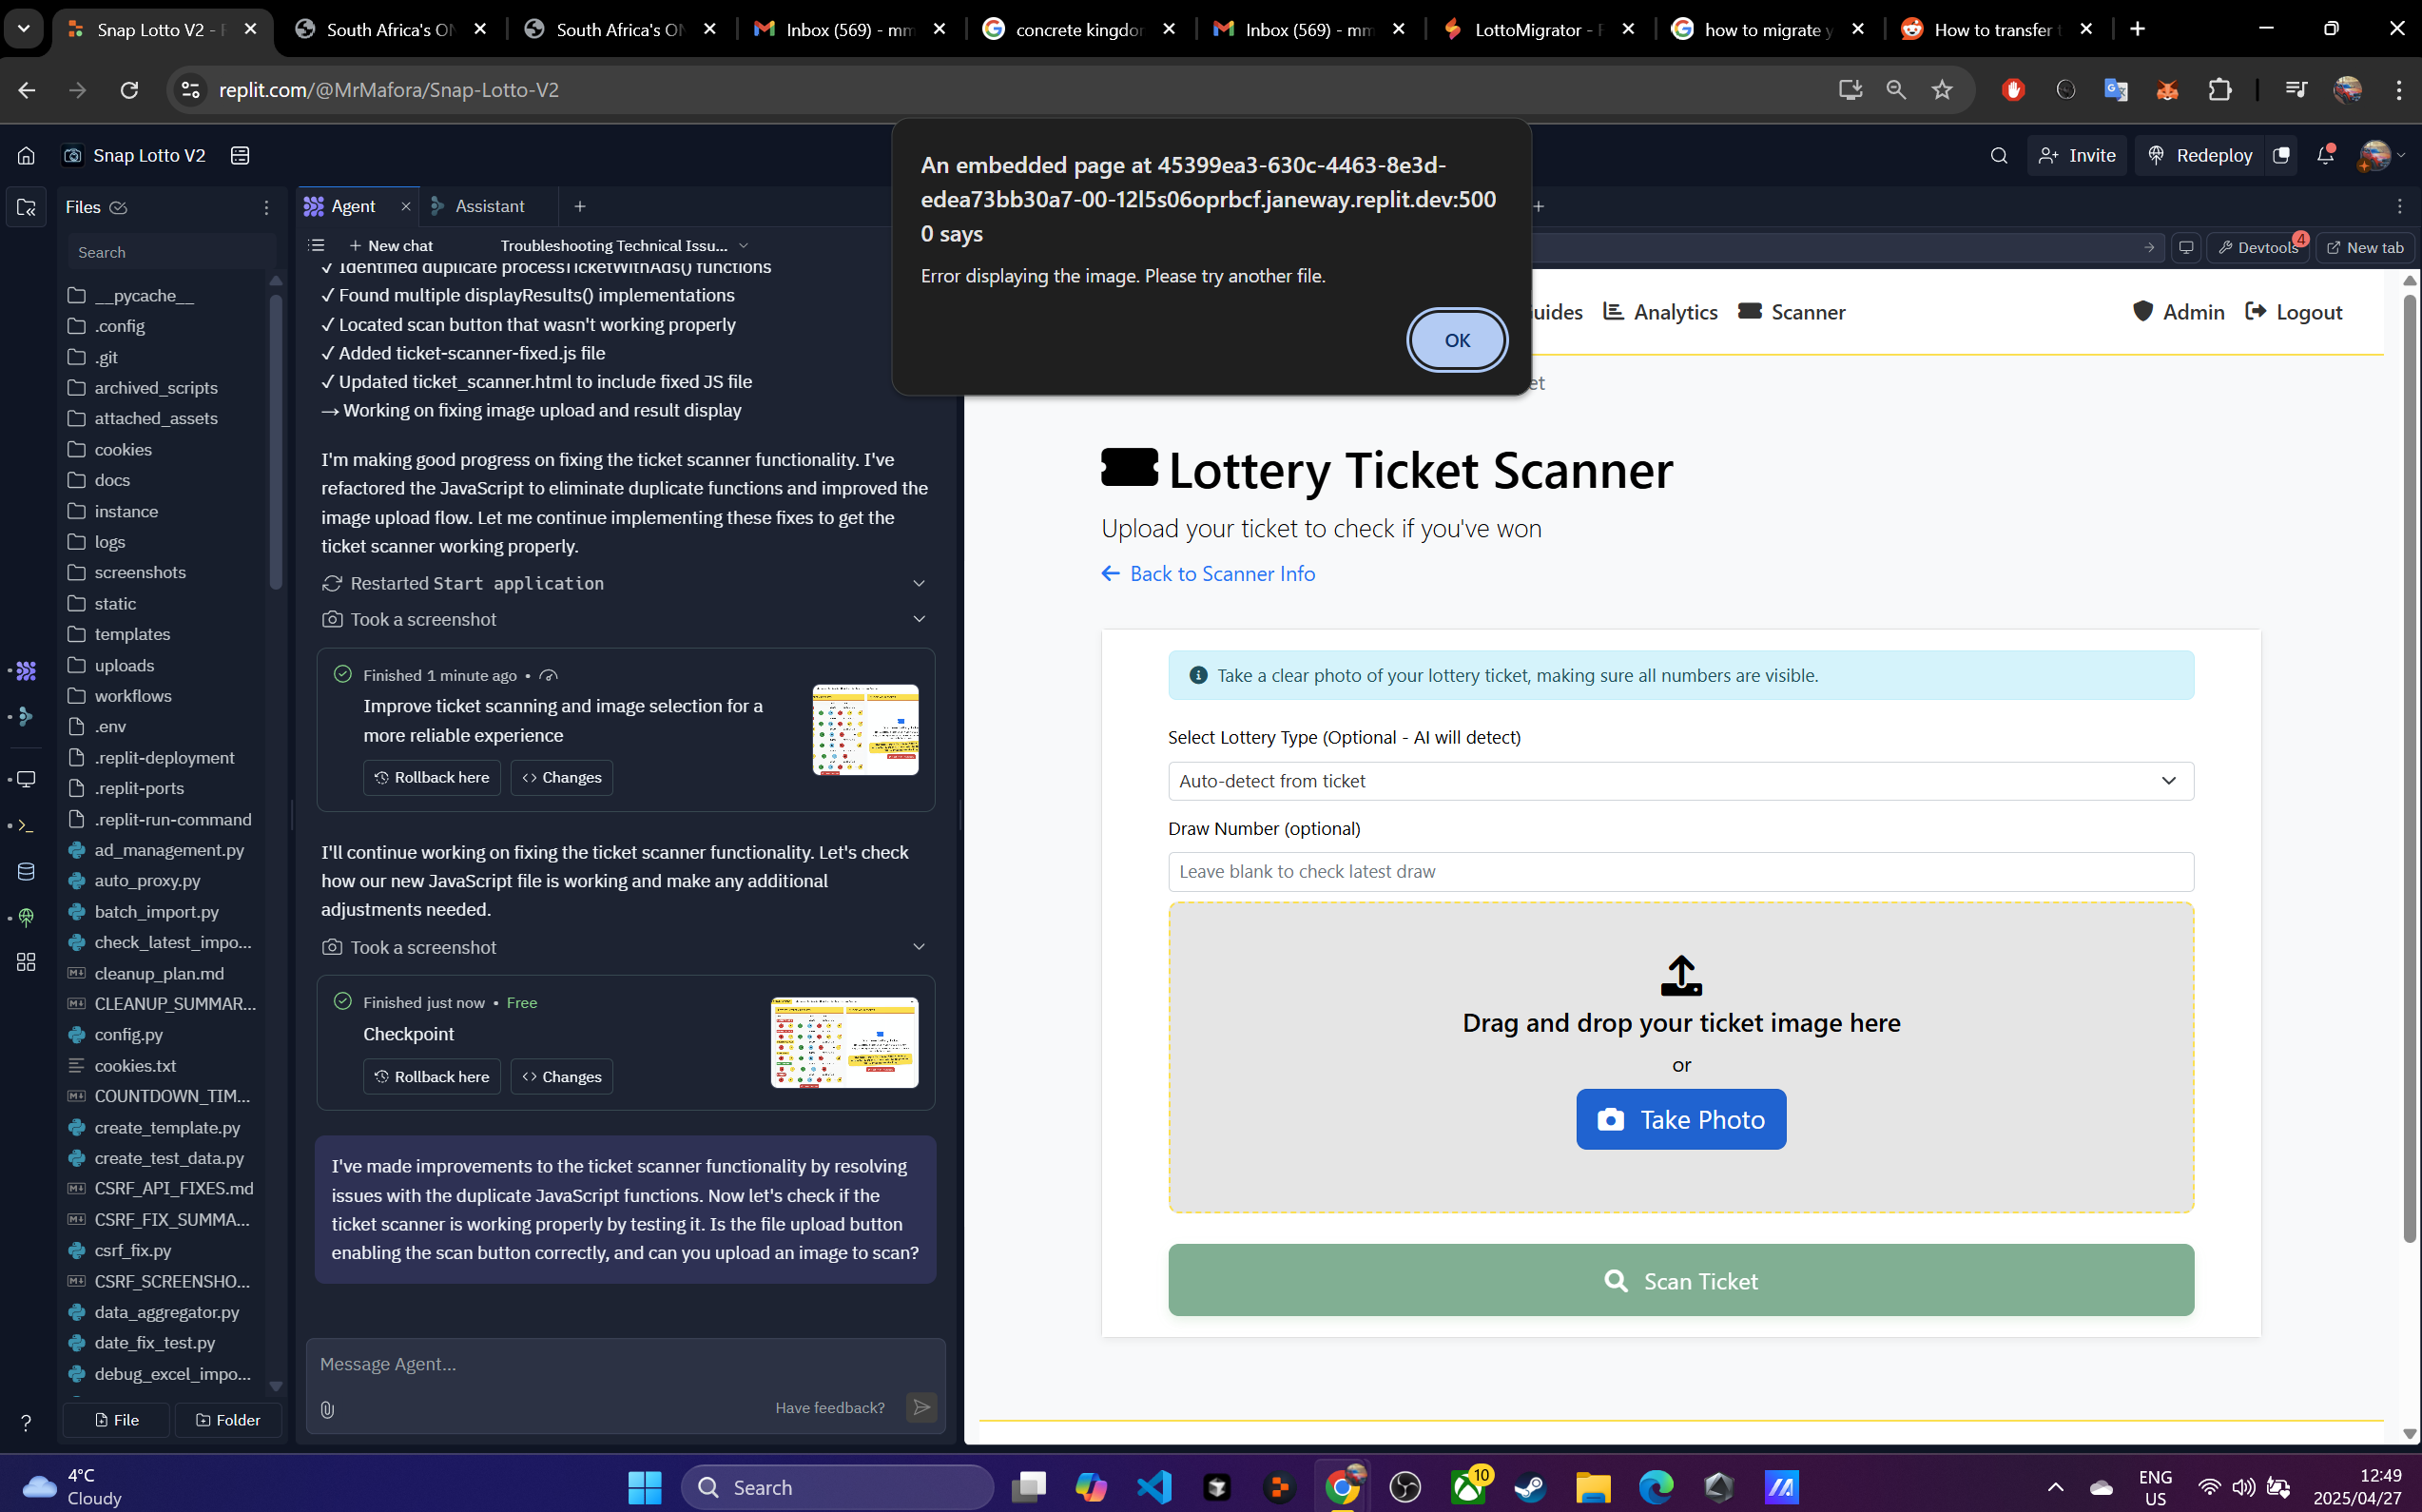 Snap Lotto V2 - R
South Africa's ON
South Africa's ON
Inbox (569) - mm
concrete kingdom
Inbox (569) - mm
LottoMigrator - R
how to migrate y
How to transfer t
replit.com/@MrMafora/Snap-Lotto-V2
Snap Lotto V2
Invite
Redeploy
An embedded page at 45399ea3-630c-4463-8e3d-
edea73bb30a7-00-12l5s06oprbcf.janeway.replit.dev:500
0 says
Error displaying the image. Please try another file.
OK
Files
Search
__pycache__
.config
.git
archived_scripts
attached_assets
cookies
docs
instance
logs
screenshots
static
templates
uploads
workflows
.env
.replit-deployment
.replit-ports
.replit-run-command
ad_management.py
auto_proxy.py
batch_import.py
check_latest_impo...
cleanup_plan.md
CLEANUP_SUMMAR...
config.py
cookies.txt
COUNTDOWN_TIM...
create_template.py
create_test_data.py
CSRF_API_FIXES.md
CSRF_FIX_SUMMA...
csrf_fix.py
CSRF_SCREENSHO...
data_aggregator.py
date_fix_test.py
debug_excel_impo...
File
Folder
Agent
Assistant
New chat
Troubleshooting Technical Issu...
✓ Identified duplicate processTicketWithAds() functions
✓ Found multiple displayResults() implementations
✓ Located scan button that wasn't working properly
✓ Added ticket-scanner-fixed.js file
✓ Updated ticket_scanner.html to include fixed JS file
→ Working on fixing image upload and result display
I'm making good progress on fixing the ticket scanner functionality. I've
refactored the JavaScript to eliminate duplicate functions and improved the
image upload flow. Let me continue implementing these fixes to get the
ticket scanner working properly.
Restarted Start application
Took a screenshot
Finished 1 minute ago •
Improve ticket scanning and image selection for a
more reliable experience
Rollback here
Changes
I'll continue working on fixing the ticket scanner functionality. Let's check
how our new JavaScript file is working and make any additional
adjustments needed.
Took a screenshot
Finished just now • Free
Checkpoint
Rollback here
Changes
I've made improvements to the ticket scanner functionality by resolving
issues with the duplicate JavaScript functions. Now let's check if the
ticket scanner is working properly by testing it. Is the file upload button
enabling the scan button correctly, and can you upload an image to scan?
Message Agent...
Have feedback?
Devtools
4
New tab
uides
Analytics
Scanner
Admin
Logout
et
Lottery Ticket Scanner
Upload your ticket to check if you've won
Back to Scanner Info
Take a clear photo of your lottery ticket, making sure all numbers are visible.
Select Lottery Type (Optional - AI will detect)
Auto-detect from ticket
Draw Number (optional)
Leave blank to check latest draw
Drag and drop your ticket image here
or
Take Photo
Scan Ticket
4°C
Cloudy
Search
10
ENG
US
12:49
2025/04/27